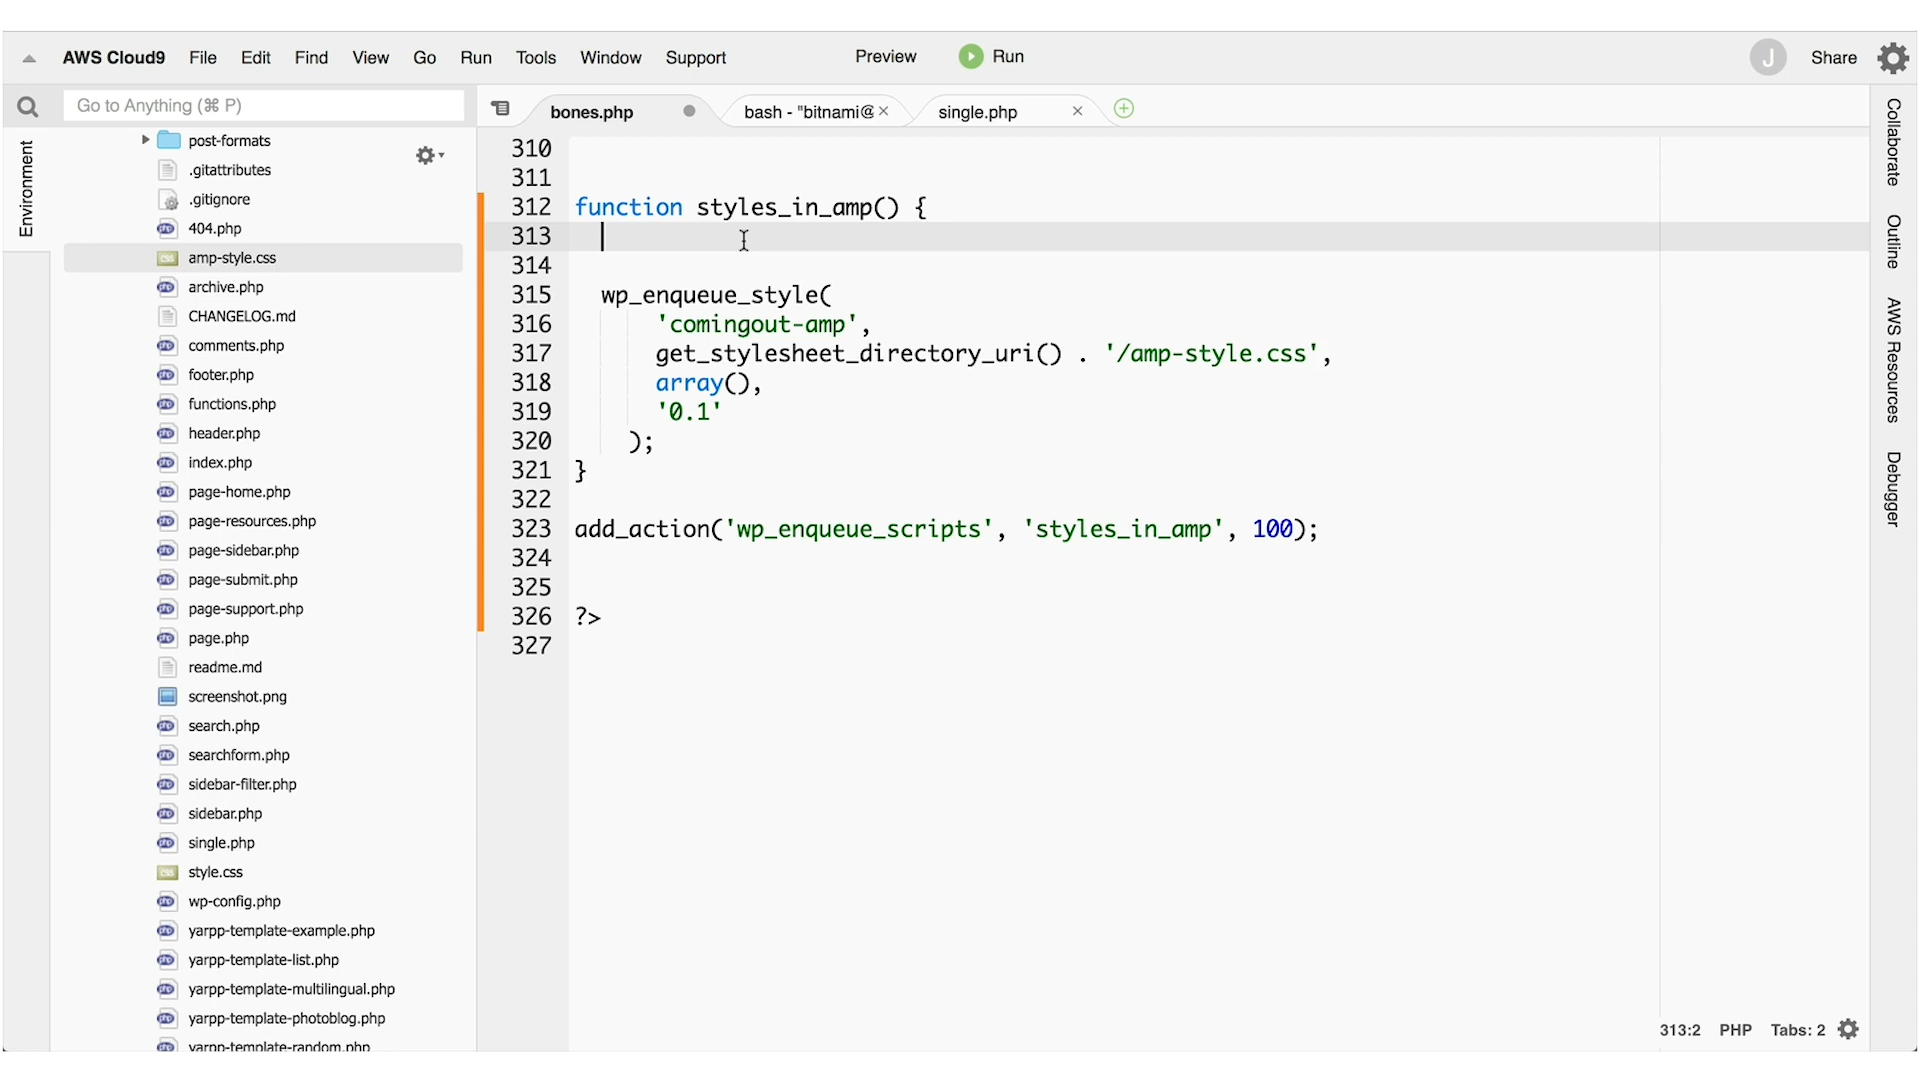 AWS Cloud9 File Edit Find View Go Run Tools Window Support Preview Run J Share
Go to Anything (⌘ P)
bones.php
bash - "bitnami@ ×
single.php ×
Environment
post-formats
.gitattributes
.gitignore
404.php
amp-style.css
archive.php
CHANGELOG.md
comments.php
footer.php
functions.php
header.php
index.php
page-home.php
page-resources.php
page-sidebar.php
page-submit.php
page-support.php
page.php
readme.md
screenshot.png
search.php
searchform.php
sidebar-filter.php
sidebar.php
single.php
style.css
wp-config.php
yarpp-template-example.php
yarpp-template-list.php
yarpp-template-multilingual.php
yarpp-template-photoblog.php
yarpp-template-random.php
310
311
312 function styles_in_amp() {
313
314
315 wp_enqueue_style(
316 'comingout-amp',
317 get_stylesheet_directory_uri() . '/amp-style.css',
318 array(),
319 '0.1'
320 );
321 }
322
323 add_action('wp_enqueue_scripts', 'styles_in_amp', 100);
324
325
326 ?>
327
Collaborate
Outline
AWS Resources
Debugger
313:2 PHP Tabs: 2